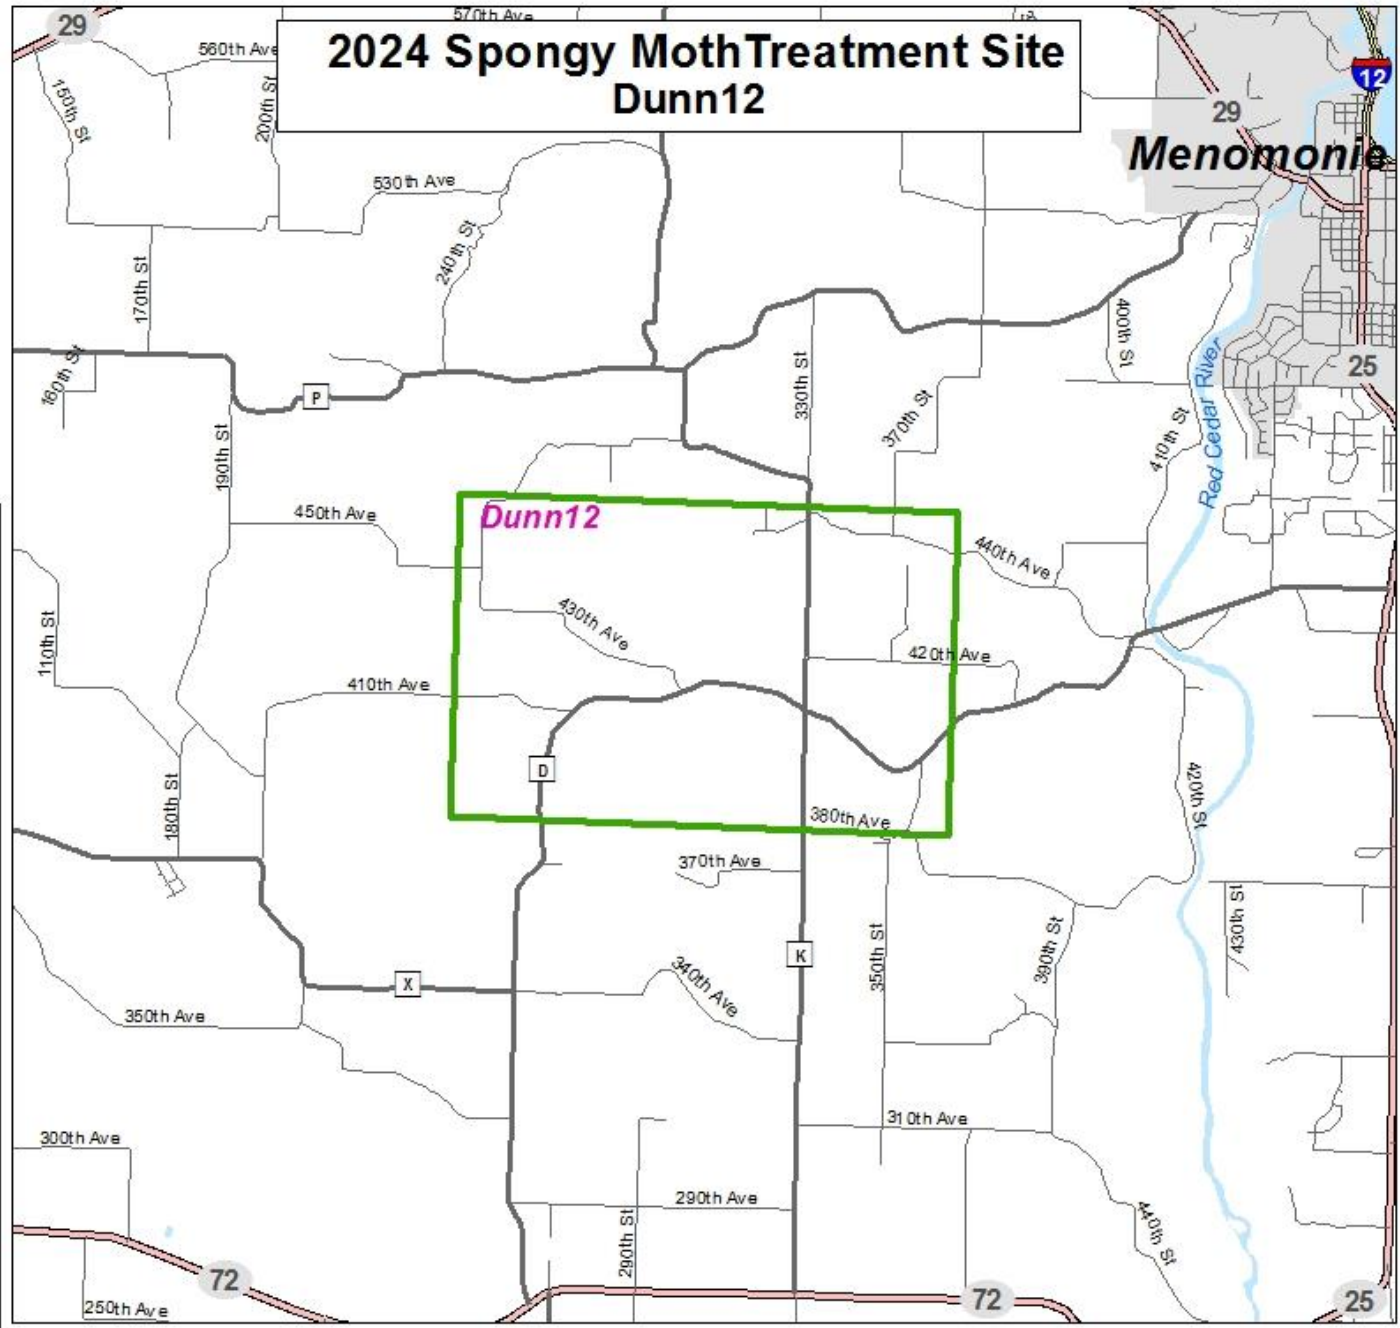 29
570th Ave
2024 Spongy MothTreatment Site
Dunn12
560th Ave
12
150th St
200th St
29
Menomonie
530th Ave
240th St
170th St
400th St
25
160th St
P
330th St
370th St
Red Cedar River
410th St
190th St
450th Ave
Dunn12
440th Ave
430th Ave
110th St
420th Ave
410th Ave
D
420th St
180th St
380th Ave
370th Ave
430th St
K
350th St
390th St
340th Ave
X
350th Ave
310th Ave
300th Ave
290th Ave
290th St
440th St
72
72
25
250th Ave